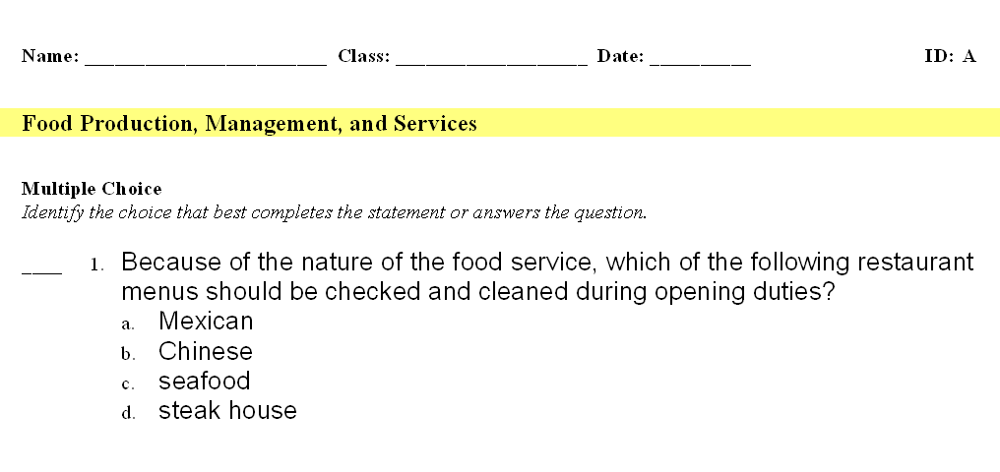 Name: ________________________ Class: ___________________ Date: __________ ID: A
Food Production, Management, and Services
Multiple Choice
Identify the choice that best completes the statement or answers the question.
____ 1. Because of the nature of the food service, which of the following restaurant
menus should be checked and cleaned during opening duties?
a. Mexican
b. Chinese
c. seafood
d. steak house